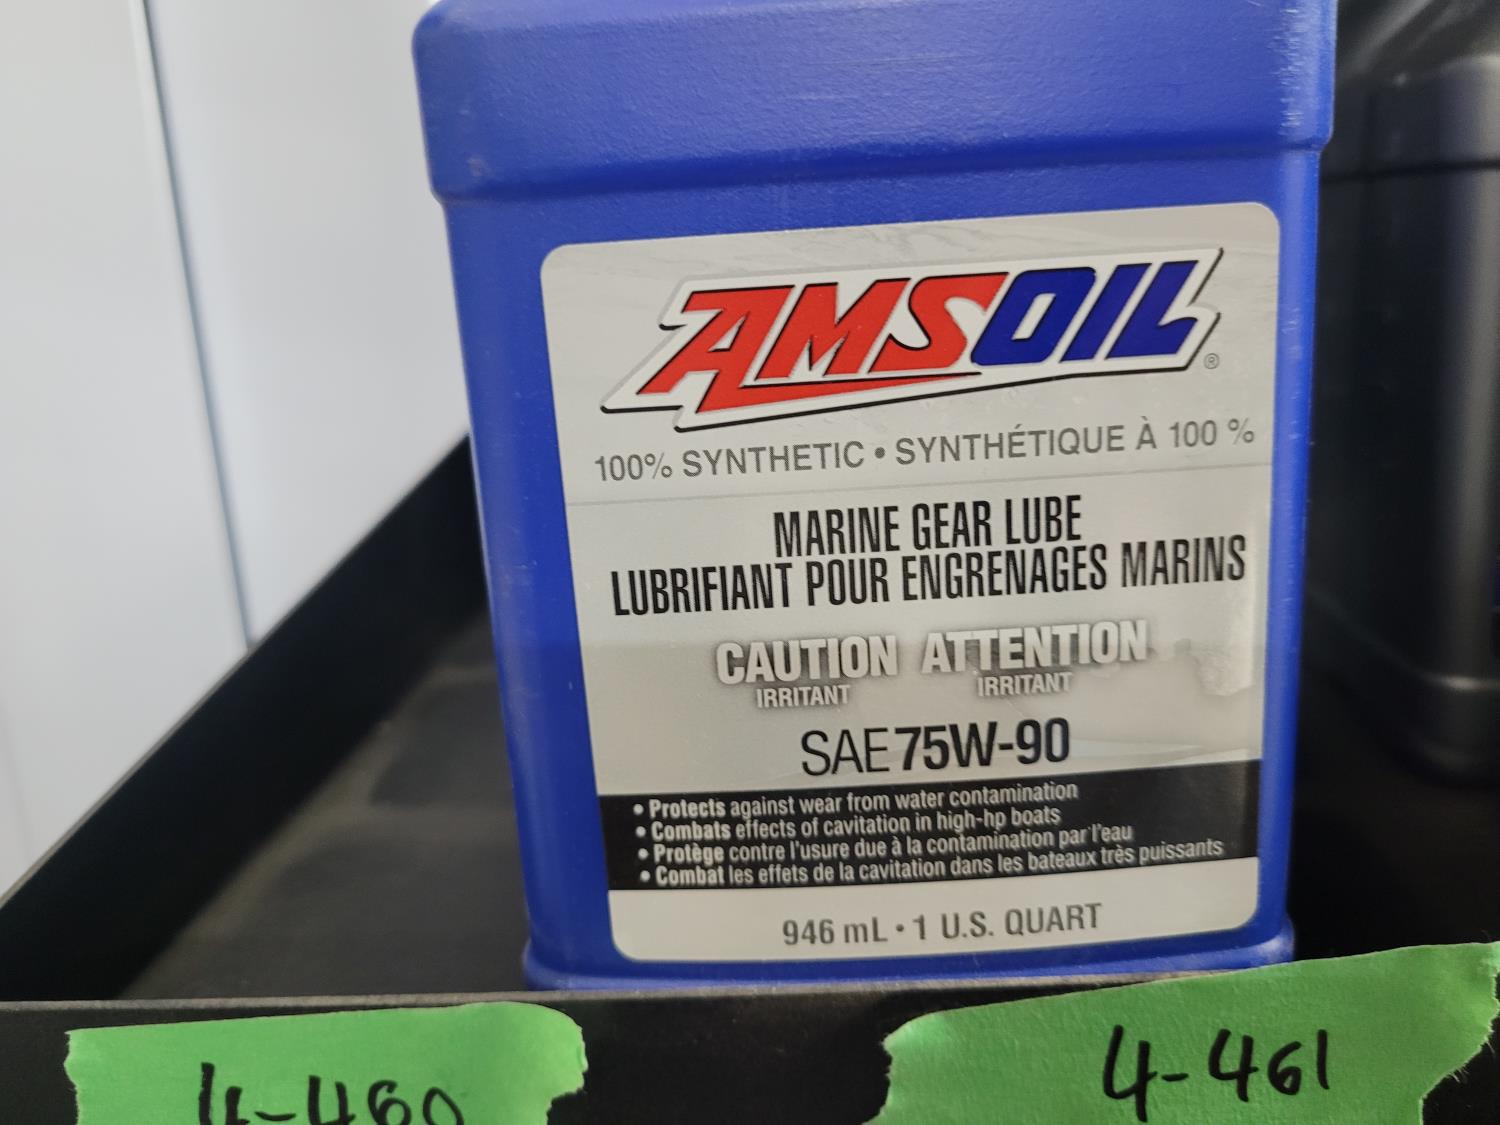 AMSOIL®
100% SYNTHETIC • SYNTHÉTIQUE À 100 %
MARINE GEAR LUBE
LUBRIFIANT POUR ENGRENAGES MARINS
CAUTION ATTENTION
IRRITANT IRRITANT
SAE 75W-90
• Protects against wear from water contamination
• Combats effects of cavitation in high-hp boats
• Protège contre l'usure due à la contamination par l'eau
• Combat les effets de la cavitation dans les bateaux très puissants
946 mL • 1 U.S. QUART
4-460
4-461